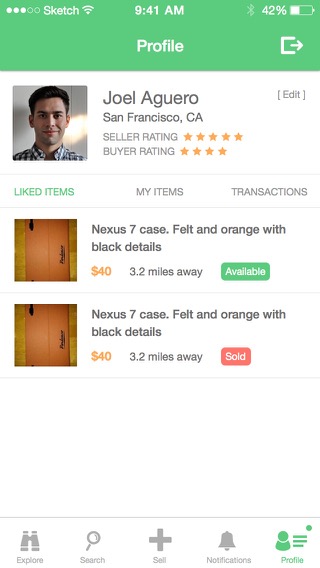 Sketch 9:41 AM 42%
Profile
Joel Aguero
[ Edit ]
San Francisco, CA
SELLER RATING
BUYER RATING
LIKED ITEMS MY ITEMS TRANSACTIONS
Nexus 7 case. Felt and orange with
black details
$40 3.2 miles away Available
Nexus 7 case. Felt and orange with
black details
$40 3.2 miles away Sold
Explore Search Sell Notifications Profile